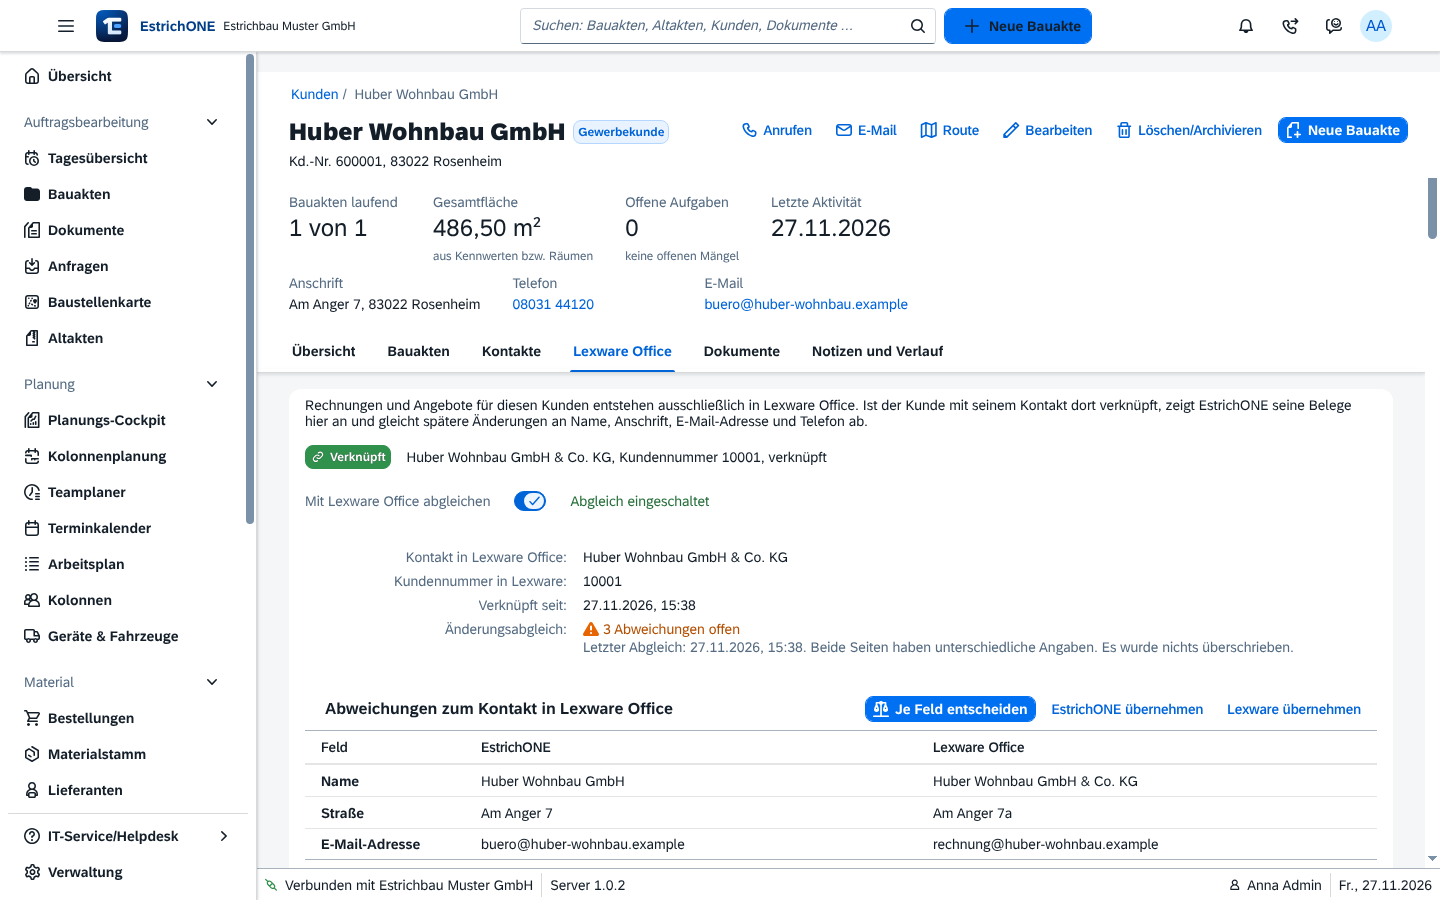 EstrichONE Estrichbau Muster GmbH
Suchen: Bauakten, Altakten, Kunden, Dokumente …
Neue Bauakte
AA
Übersicht
Auftragsbearbeitung
Tagesübersicht
Bauakten
Dokumente
Anfragen
Baustellenkarte
Altakten
Planung
Planungs-Cockpit
Kolonnenplanung
Teamplaner
Terminkalender
Arbeitsplan
Kolonnen
Geräte & Fahrzeuge
Material
Bestellungen
Materialstamm
Lieferanten
IT-Service/Helpdesk
Verwaltung
Kunden / Huber Wohnbau GmbH
Huber Wohnbau GmbH Gewerbekunde
Anrufen E-Mail Route Bearbeiten Löschen/Archivieren Neue Bauakte
Kd.-Nr. 600001, 83022 Rosenheim
Bauakten laufend Gesamtfläche Offene Aufgaben Letzte Aktivität
1 von 1 486,50 m² 0 27.11.2026
aus Kennwerten bzw. Räumen keine offenen Mängel
Anschrift Telefon E-Mail
Am Anger 7, 83022 Rosenheim 08031 44120 buero@huber-wohnbau.example
Übersicht Bauakten Kontakte Lexware Office Dokumente Notizen und Verlauf
Rechnungen und Angebote für diesen Kunden entstehen ausschließlich in Lexware Office. Ist der Kunde mit seinem Kontakt dort verknüpft, zeigt EstrichONE seine Belege
hier an und gleicht spätere Änderungen an Name, Anschrift, E-Mail-Adresse und Telefon ab.
Verknüpft Huber Wohnbau GmbH & Co. KG, Kundennummer 10001, verknüpft
Mit Lexware Office abgleichen Abgleich eingeschaltet
Kontakt in Lexware Office: Huber Wohnbau GmbH & Co. KG
Kundennummer in Lexware: 10001
Verknüpft seit: 27.11.2026, 15:38
Änderungsabgleich: 3 Abweichungen offen
Letzter Abgleich: 27.11.2026, 15:38. Beide Seiten haben unterschiedliche Angaben. Es wurde nichts überschrieben.
Abweichungen zum Kontakt in Lexware Office Je Feld entscheiden EstrichONE übernehmen Lexware übernehmen
Feld EstrichONE Lexware Office
Name Huber Wohnbau GmbH Huber Wohnbau GmbH & Co. KG
Straße Am Anger 7 Am Anger 7a
E-Mail-Adresse buero@huber-wohnbau.example rechnung@huber-wohnbau.example
Verbunden mit Estrichbau Muster GmbH Server 1.0.2 Anna Admin Fr., 27.11.2026